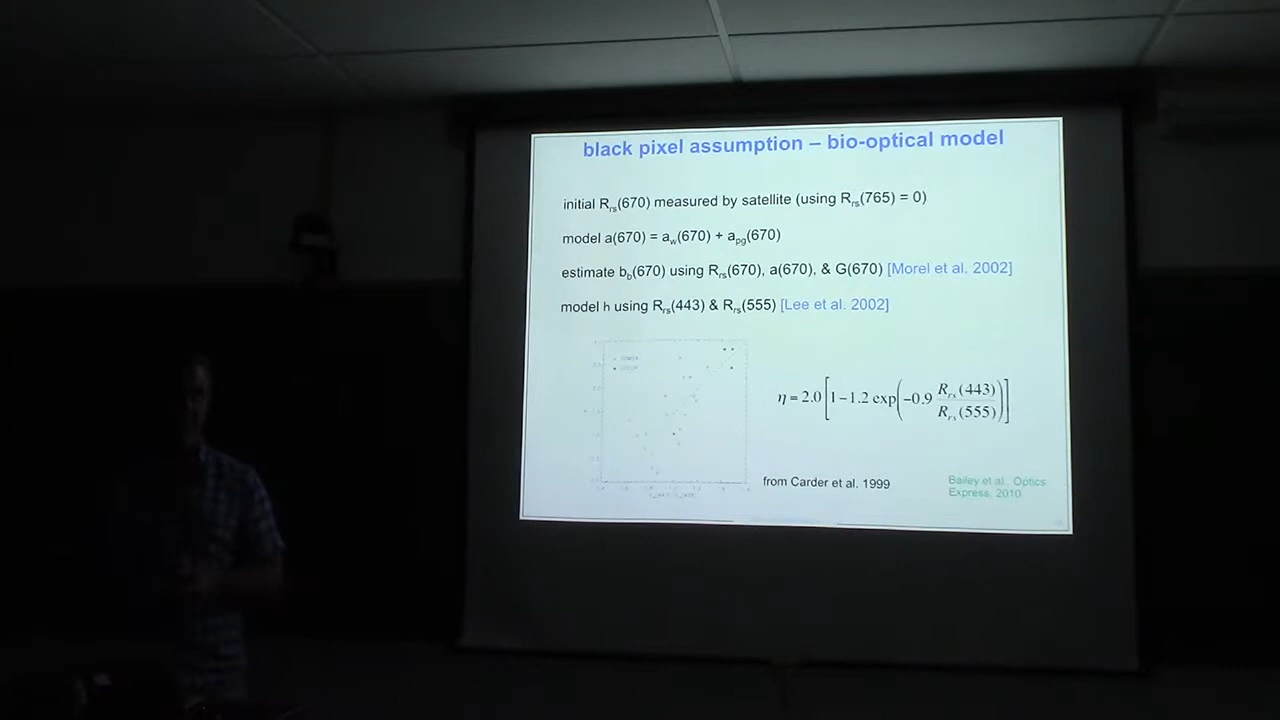 black pixel assumption – bio-optical model
initial Rrs(670) measured by satellite (using Rrs(765) = 0)
model a(670) = aw(670) + apg(670)
estimate bb(670) using Rrs(670), a(670), & G(670) [Morel et al. 2002]
model h using Rrs(443) & Rrs(555) [Lee et al. 2002]
η = 2.0[1−1.2 exp(−0.9 Rrs(443)/Rrs(555))]
from Carder et al. 1999
Bailey et al., Optics
Express, 2010